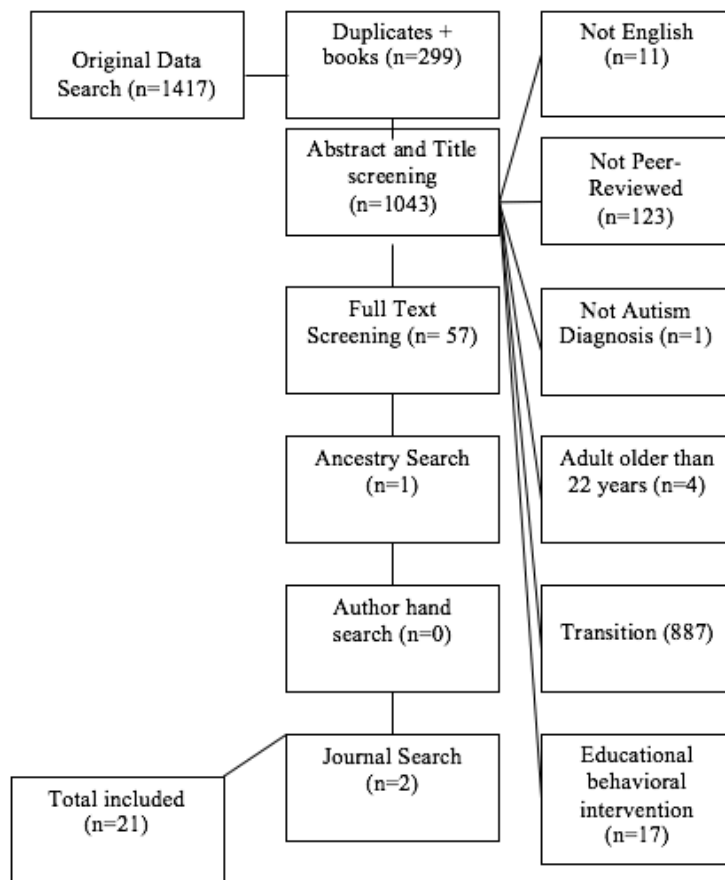 Original Data
Search (n=1417)
Duplicates +
books (n=299)
Not English
(n=11)
Abstract and Title
screening
(n=1043)
Not Peer-
Reviewed
(n=123)
Full Text
Screening (n= 57)
Not Autism
Diagnosis (n=1)
Ancestry Search
(n=1)
Adult older than
22 years (n=4)
Author hand
search (n=0)
Transition (887)
Journal Search
(n=2)
Educational
behavioral
intervention
(n=17)
Total included
(n=21)